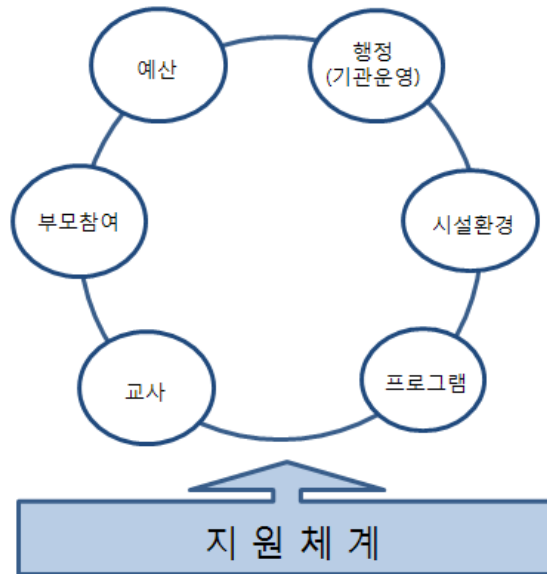 예산
행정
(기관운영)
부모참여
시설환경
교사
프로그램
지 원 체 계